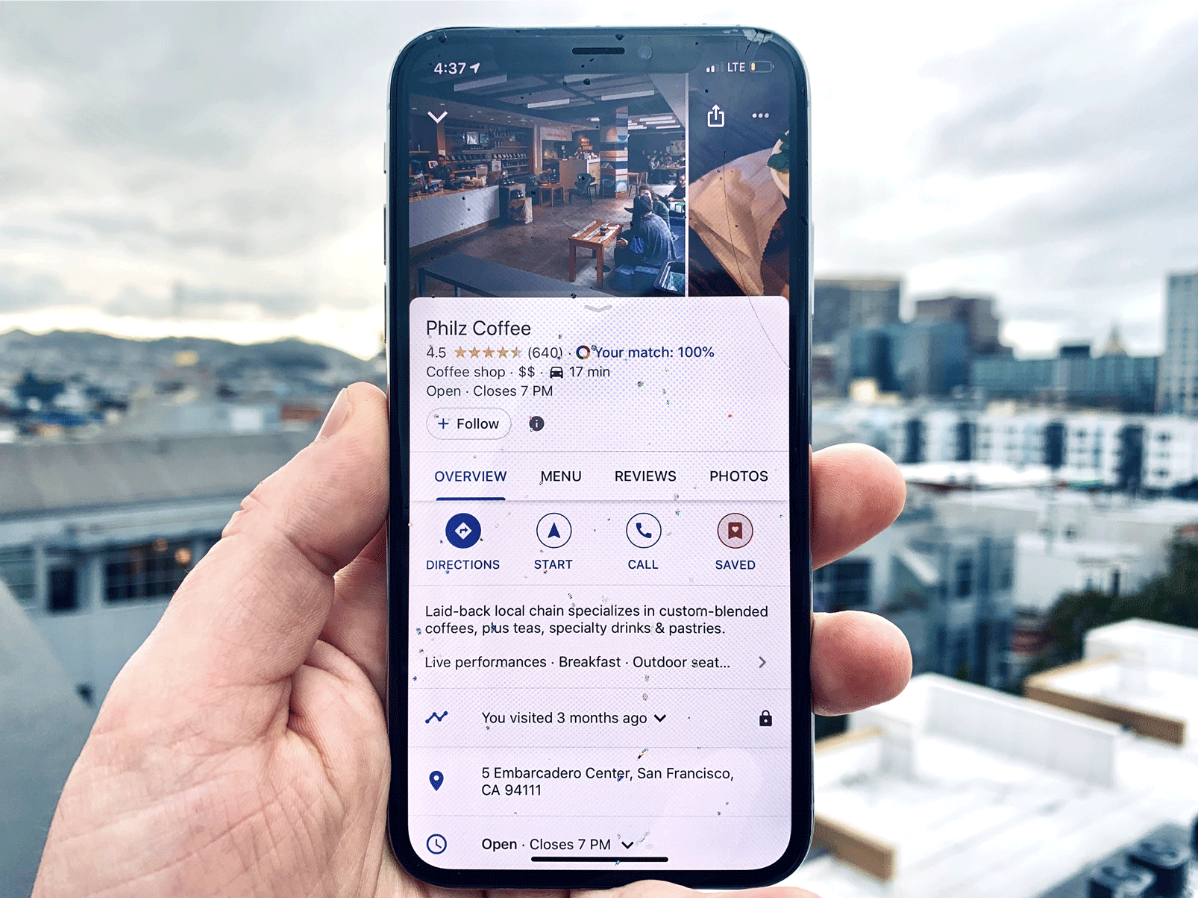 4:37 LTE
Philz Coffee
4.5 (640) · Your match: 100%
Coffee shop · $$ · 17 min
Open · Closes 7 PM
+ Follow
OVERVIEW MENU REVIEWS PHOTOS
DIRECTIONS START CALL SAVED
Laid-back local chain specializes in custom-blended
coffees, plus teas, specialty drinks & pastries.
Live performances · Breakfast · Outdoor seat...
You visited 3 months ago
5 Embarcadero Center, San Francisco,
CA 94111
Open · Closes 7 PM